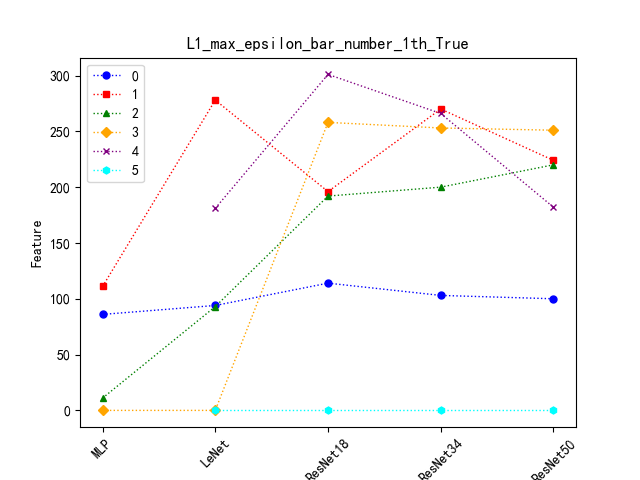 L1_max_epsilon_bar_number_1th_True
Feature
300
250
200
150
100
50
0
0
1
2
3
4
5
MLP
LeNet
ResNet18
ResNet34
ResNet50